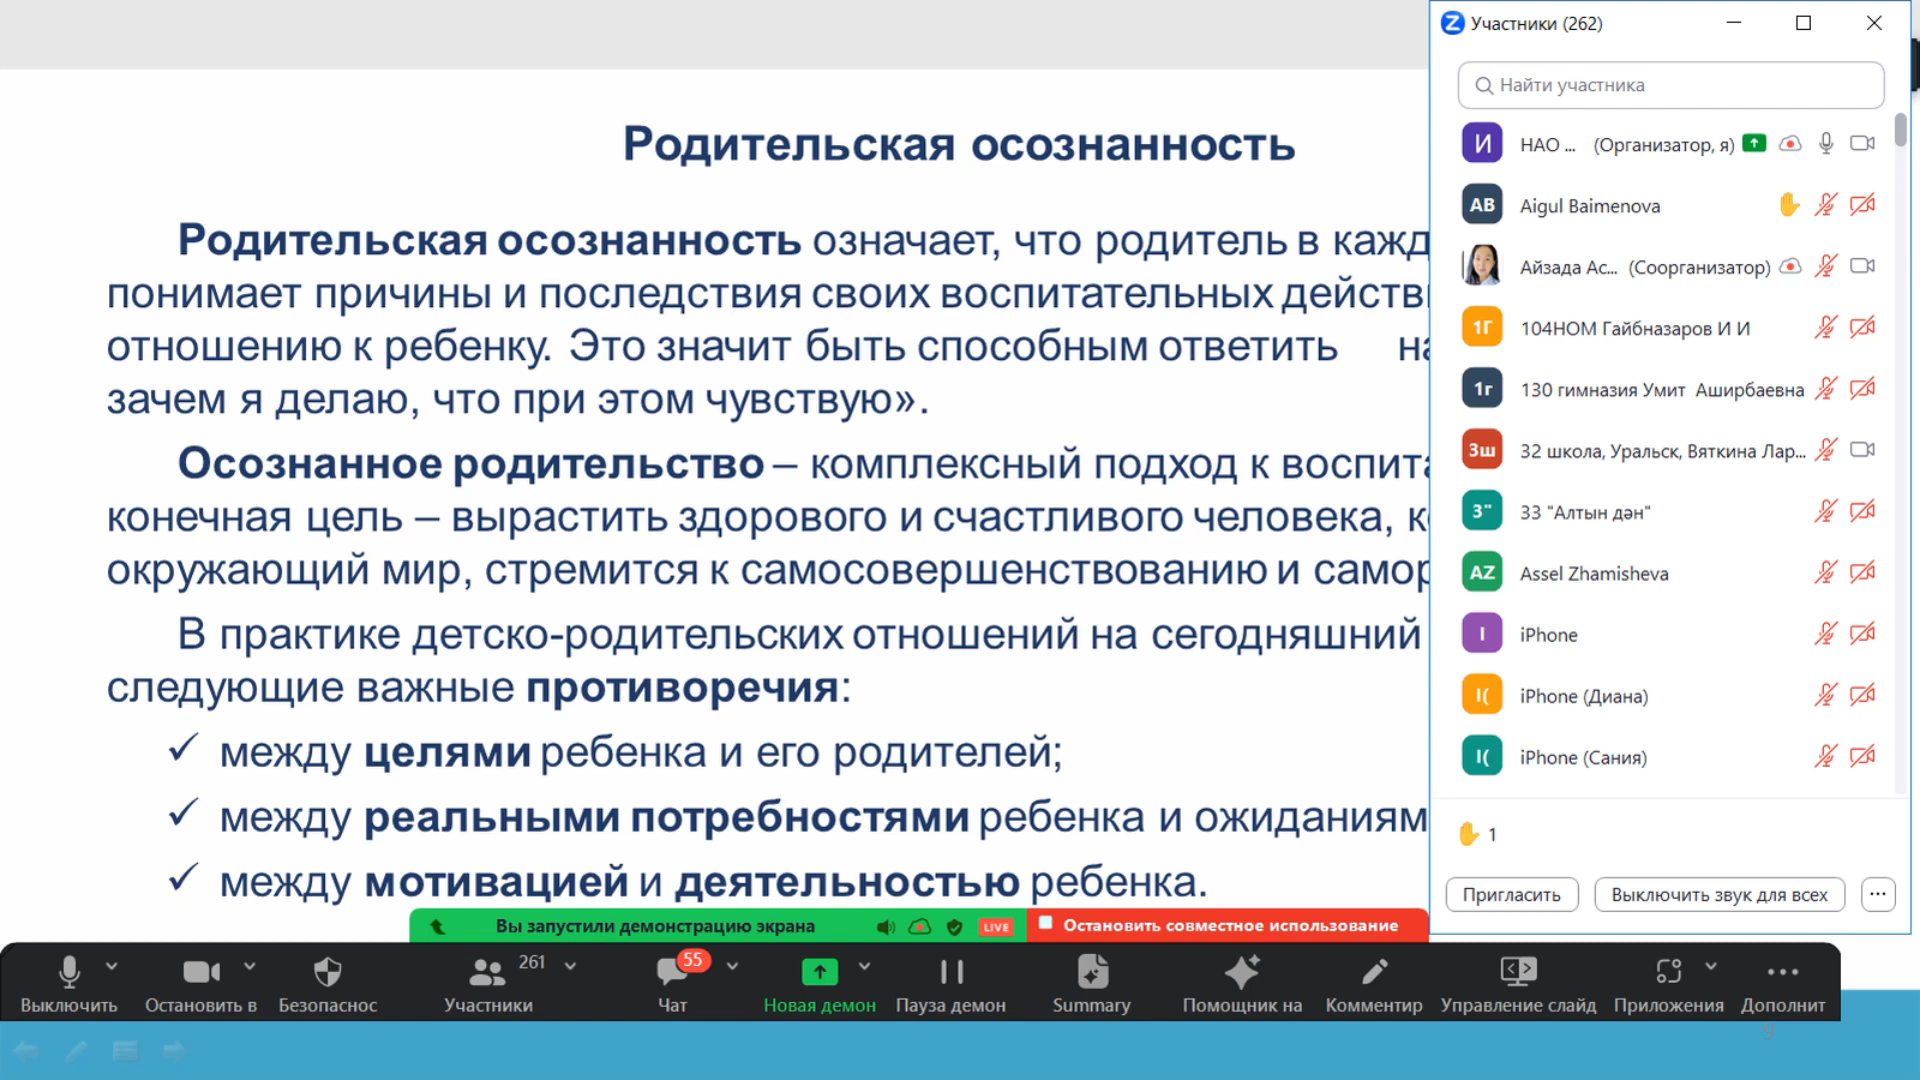 Родительская осознанность
Родительская осознанность означает, что родитель в кажд
понимает причины и последствия своих воспитательных действ
отношению к ребенку. Это значит быть способным ответить на
зачем я делаю, что при этом чувствую».
Осознанное родительство – комплексный подход к воспита
конечная цель – вырастить здорового и счастливого человека, к
окружающий мир, стремится к самосовершенствованию и самор
В практике детско-родительских отношений на сегодняшний
следующие важные противоречия:
✓ между целями ребенка и его родителей;
✓ между реальными потребностями ребенка и ожиданиям
✓ между мотивацией и деятельностью ребенка.
Участники (262)
Найти участника
И НАО ... (Организатор, я)
AB Aigul Baimenova
Айзада Ас... (Соорганизатор)
1Г 104НОМ Гайбназаров И И
1г 130 гимназия Умит Аширбаевна
3ш 32 школа, Уральск, Вяткина Лар...
3" 33 "Алтын дән"
AZ Assel Zhamisheva
I iPhone
I( iPhone (Диана)
I( iPhone (Сания)
1
Пригласить Выключить звук для всех ...
Вы запустили демонстрацию экрана LIVE Остановить совместное использование
261 55
Выключить Остановить в Безопаснос Участники Чат Новая демон Пауза демон Summary Помощник на Комментир Управление слайд Приложения Дополнит
9